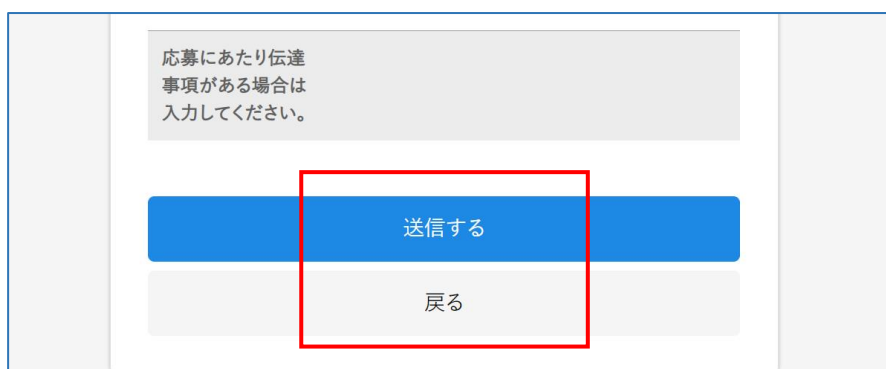 応募にあたり伝達
事項がある場合は
入力してください。
送信する
戻る